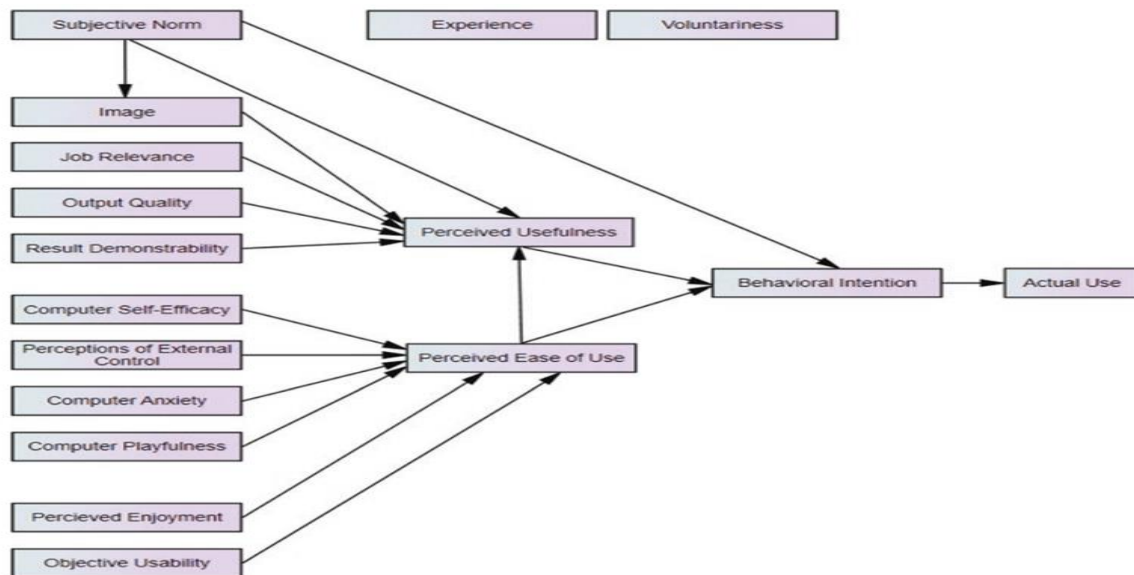 Subjective Norm
Experience
Voluntariness
Image
Job Relevance
Output Quality
Result Demonstrability
Perceived Usefulness
Behavioral Intention
Actual Use
Computer Self-Efficacy
Perceptions of External
Control
Perceived Ease of Use
Computer Anxiety
Computer Playfulness
Percieved Enjoyment
Objective Usability